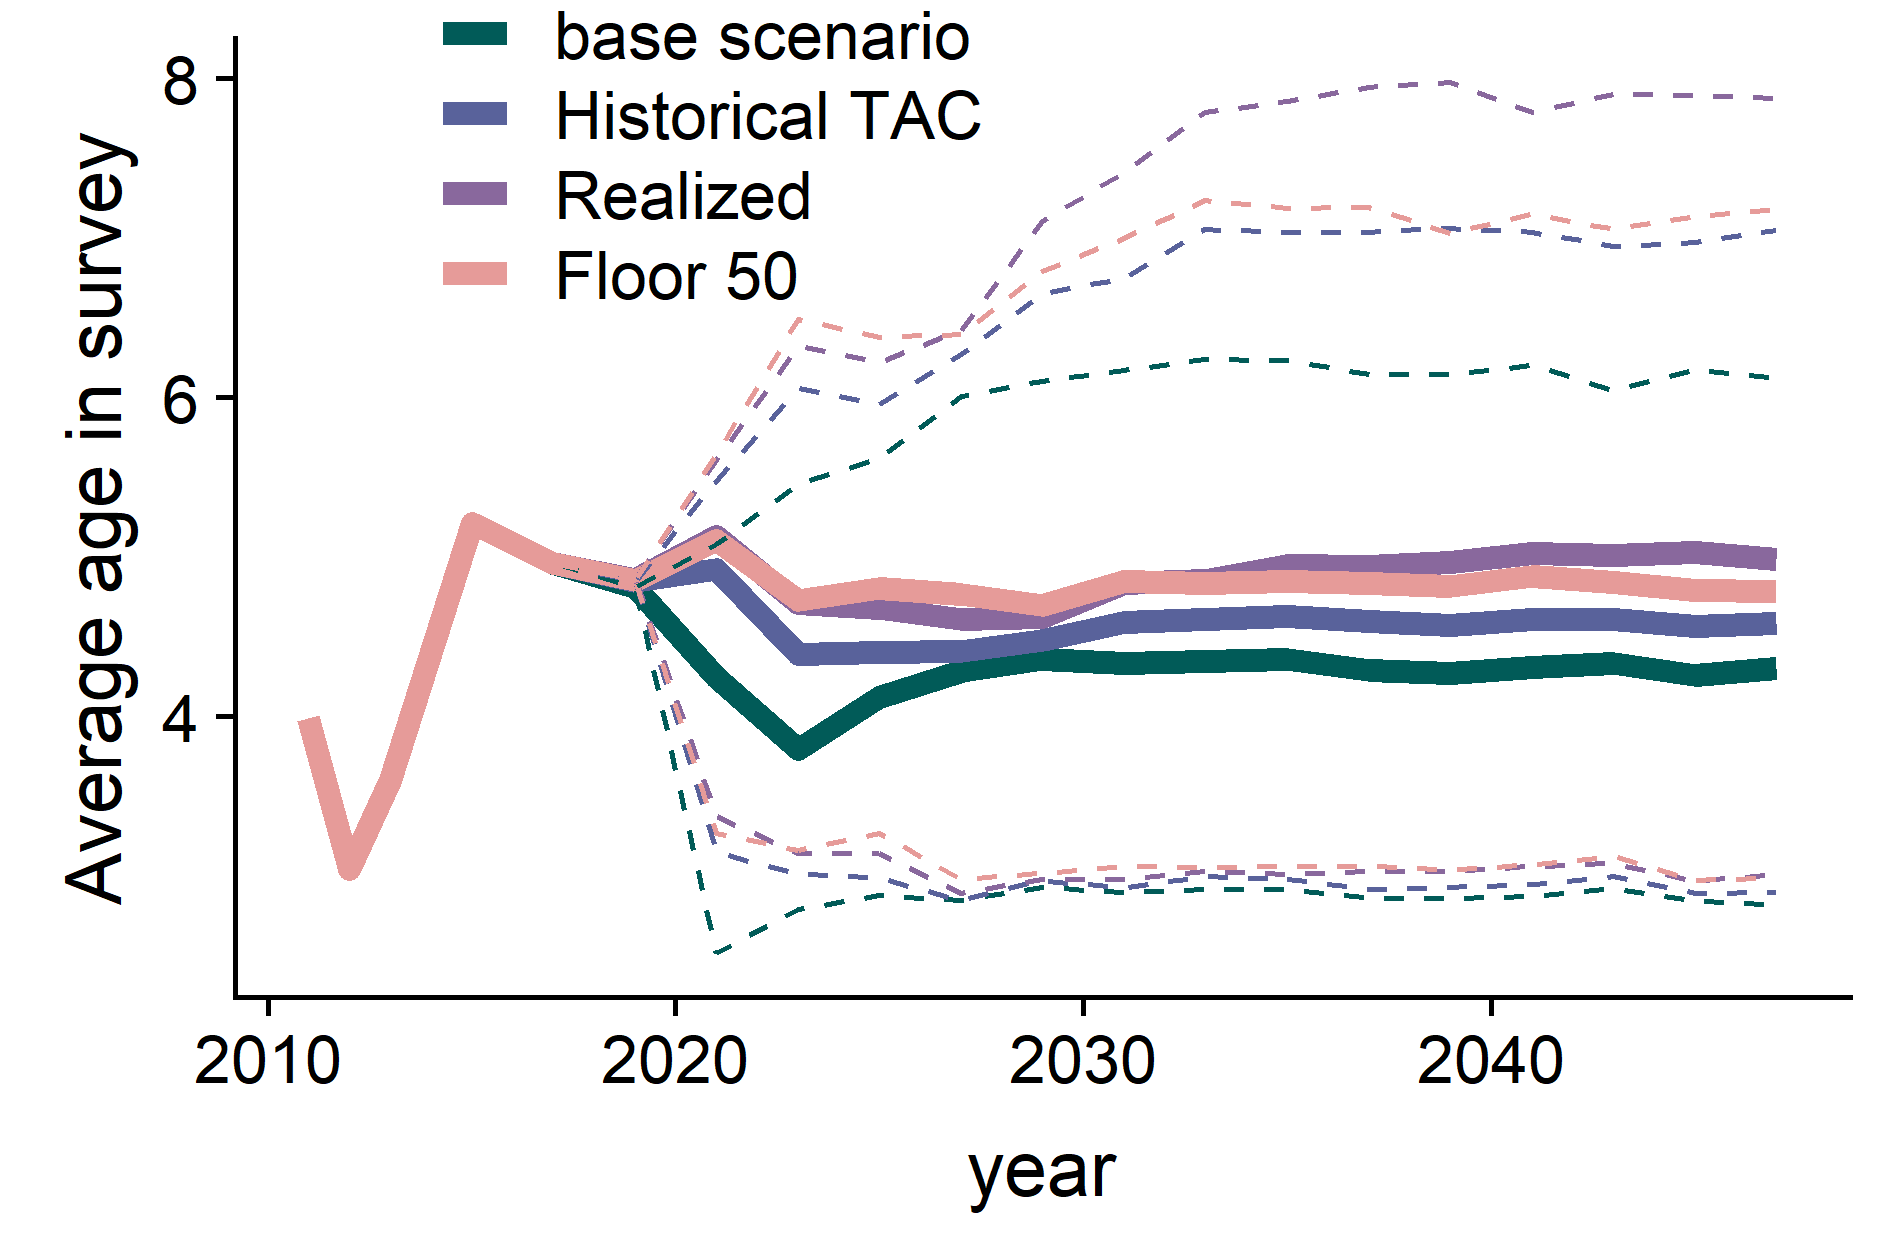 base scenario
Historical TAC
Realized
Floor 50
Average age in survey
8
6
4
2010 2020 2030 2040
year